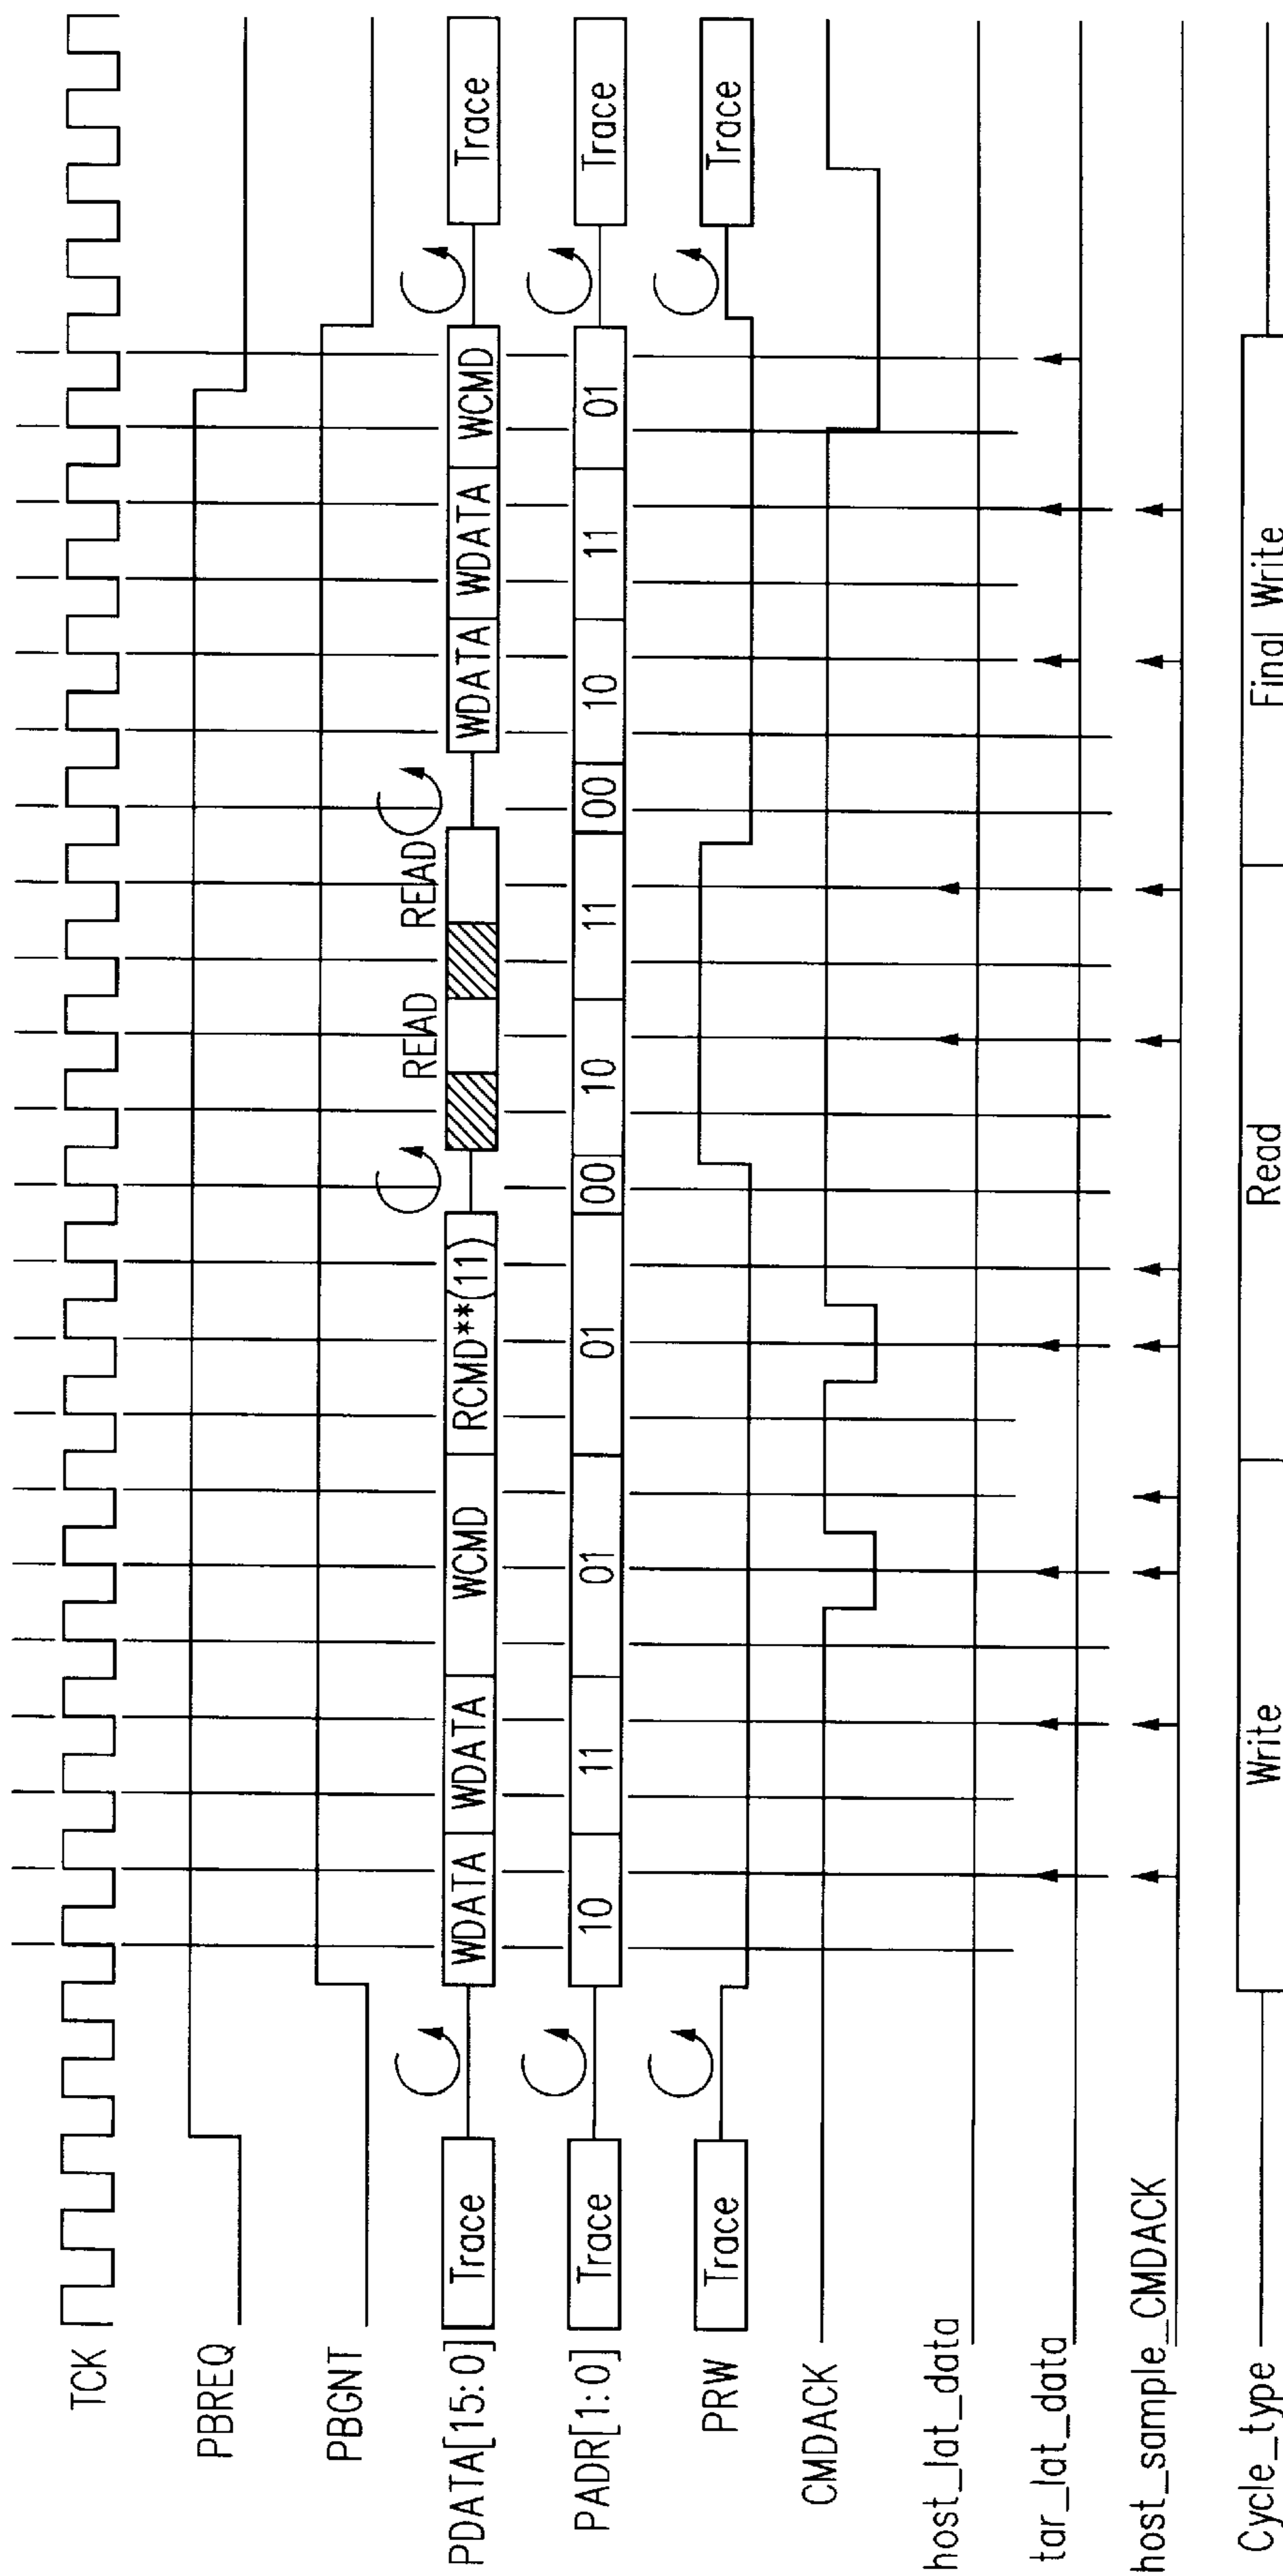 TCK
PBREQ
PBGNT
PDATA[15:0] Trace WDATA WDATA WCMD RCMD**(11) READ READ WDATA WDATA WCMD Trace
PADR[1:0] Trace 10 11 01 01 00 10 11 00 10 11 01 Trace
PRW Trace Trace
CMDACK
host_lat_data
tar_lat_data
host_sample_CMDACK
Cycle_type Write Read Final Write